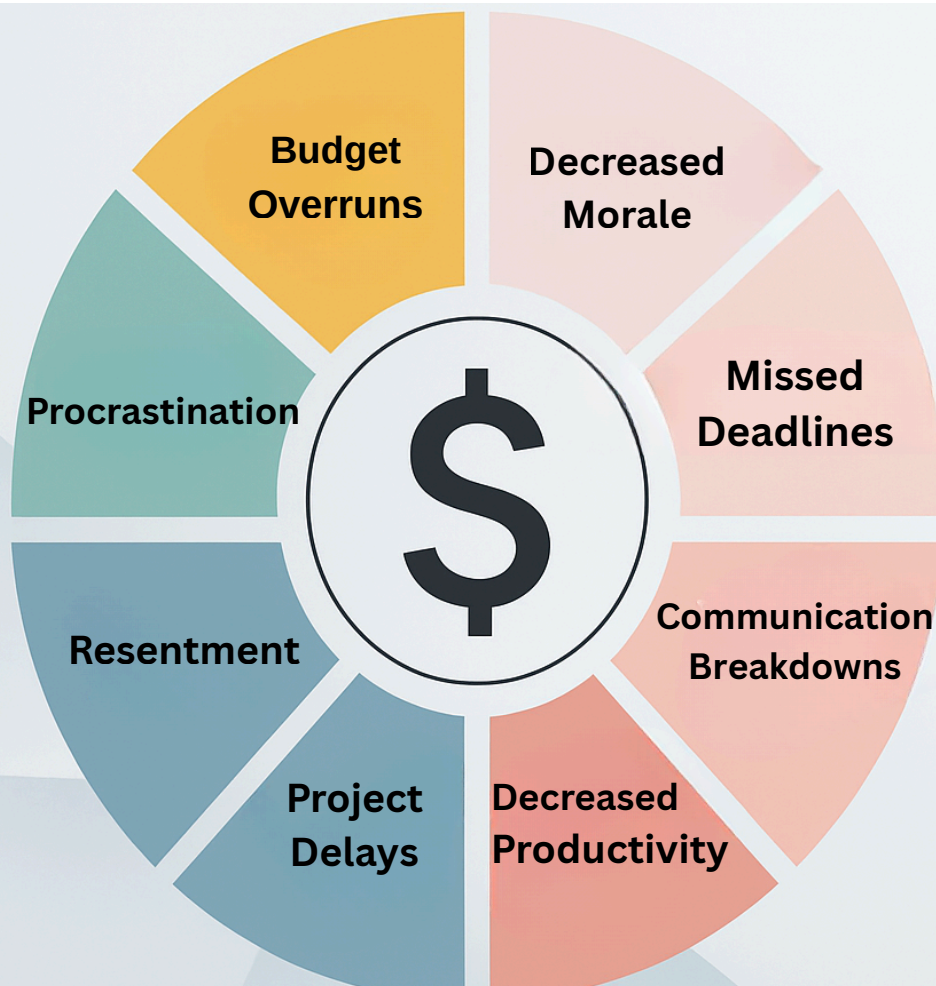 Budget
Overruns
Decreased
Morale
Missed
Deadlines
Communication
Breakdowns
Decreased
Productivity
Project
Delays
Resentment
Procrastination
$